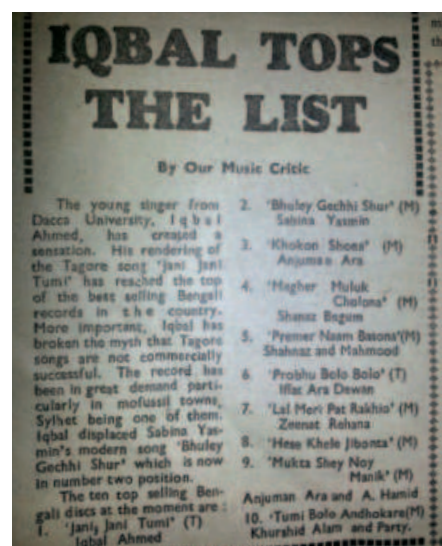 IQBAL TOPS
THE LIST
By Our Music Critic
The young singer from
Dacca University, Iqbal
Ahmed, has created a
sensation. His rendering of
the Tagore song 'Jani Jani
Tumi' has reached the top
of the best selling Bengali
records in the country.
More important, Iqbal has
broken the myth that Tagore
songs are not commercially
successful. The record has
been in great demand parti-
cularly in mofussil towns,
Sylhet being one of them.
Iqbal displaced Sabina Yas-
min's modern song 'Bhuley
Gechhi Shur' which is now
in number two position.
The ten top selling Ben-
gali discs at the moment are :
1. 'Jani, Jani Tumi' (T)
Iqbal Ahmed
2. 'Bhuley Gechhi Shur' (M)
Sabina Yasmin
3. 'Khokon Shona' (M)
Anjuman Ara
4. 'Megher Muluk
Cholona' (M)
Shanaz Begum
5. 'Premer Naam Basona'(M)
Shahnaz and Mahmood
6. 'Probhu Bolo Bolo' (T)
Iffat Ara Dewan
7. 'Lal Meri Pat Rakhio' (M)
Zeenat Rehana
8. 'Hese Khele Jibonta' (M)
9. 'Mukta Shey Noy
Manik' (M)
Anjuman Ara and A. Hamid
10. 'Tumi Bolo Andhokare(M)
Khurshid Alam and Party.